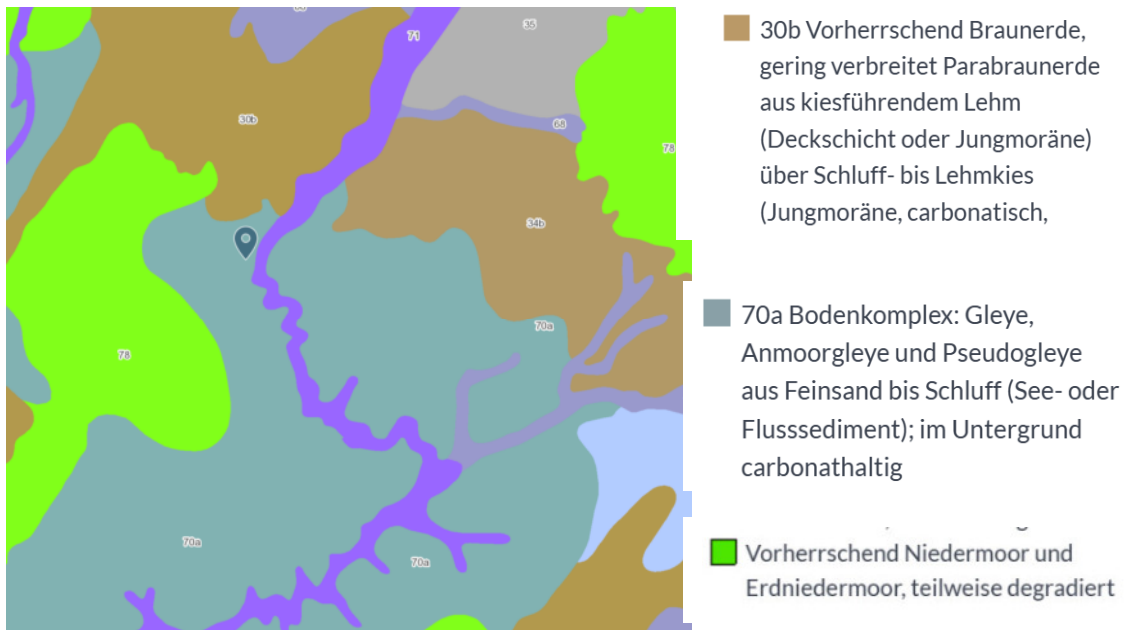 35
71
30b
68
78
34b
70a
78
70a
70a
30b Vorherrschend Braunerde,
gering verbreitet Parabraunerde
aus kiesführendem Lehm
(Deckschicht oder Jungmoräne)
über Schluff- bis Lehmkies
(Jungmoräne, carbonatisch,
70a Bodenkomplex: Gleye,
Anmoorgleye und Pseudogleye
aus Feinsand bis Schluff (See- oder
Flusssediment); im Untergrund
carbonathaltig
Vorherrschend Niedermoor und
Erdniedermoor, teilweise degradiert